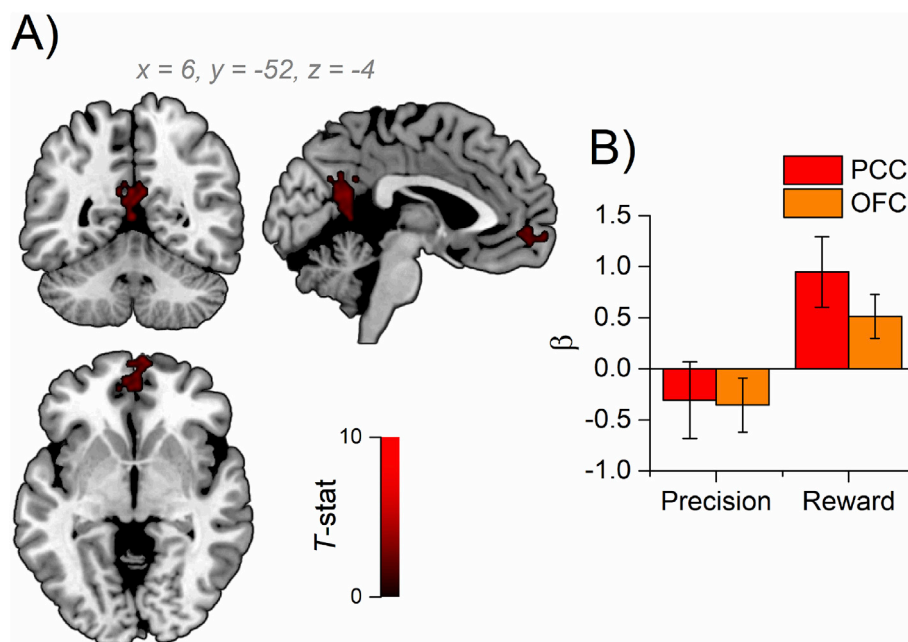 A)
x = 6, y = -52, z = -4
10
T-stat
0
B)
PCC
OFC
1.5
1.0
0.5
0.0
-0.5
-1.0
β
Precision
Reward